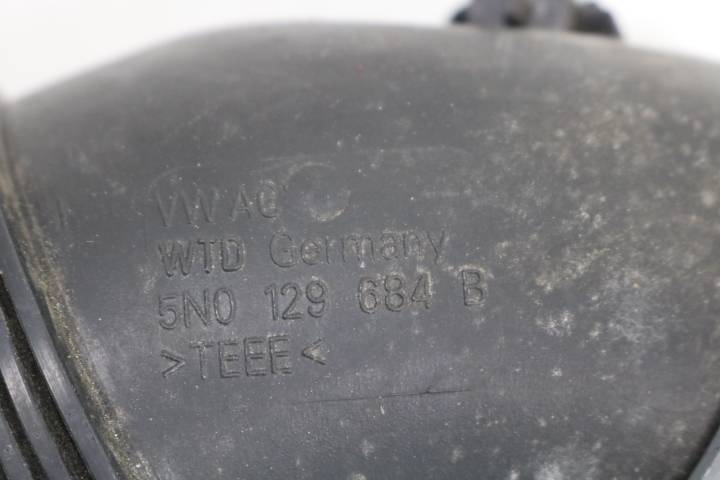 VW AG
WTD Germany
5N0 129 684 B
>TEEE<